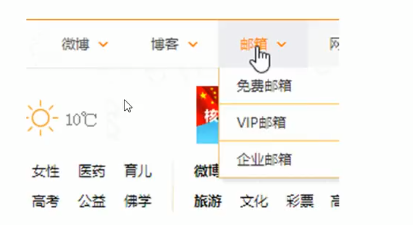 微博 博客 邮箱
免费邮箱
10℃
VIP邮箱
企业邮箱
女性 医药 育儿 微博
高考 公益 佛学 旅游 文化 彩票